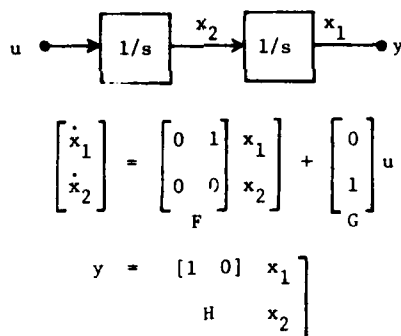 x₂ x₁
u 1/s 1/s y
[ẋ₁ ẋ₂] = [0 1 0 0] x₁ x₂] + [0 1] u
F G
y = [1 0] x₁
H x₂]